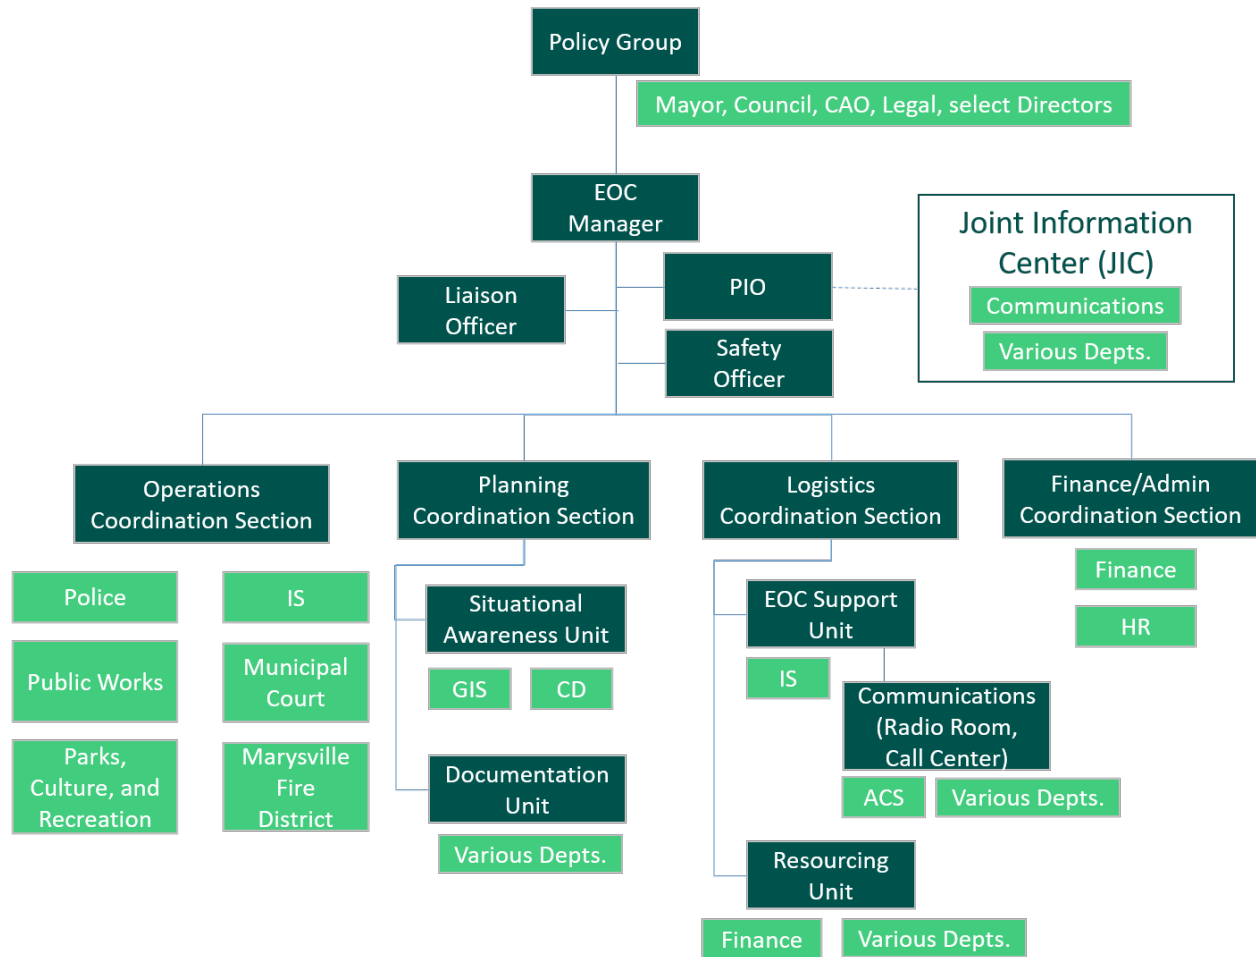 Policy Group
Mayor, Council, CAO, Legal, select Directors
EOC
Manager
Joint Information
Center (JIC)
Communications
Various Depts.
Liaison
Officer
PIO
Safety
Officer
Operations
Coordination Section
Police
IS
Public Works
Municipal
Court
Parks,
Culture, and
Recreation
Marysville
Fire
District
Planning
Coordination Section
Situational
Awareness Unit
GIS
CD
Documentation
Unit
Various Depts.
Logistics
Coordination Section
EOC Support
Unit
IS
Communications
(Radio Room,
Call Center)
ACS
Various Depts.
Resourcing
Unit
Finance
Various Depts.
Finance/Admin
Coordination Section
Finance
HR